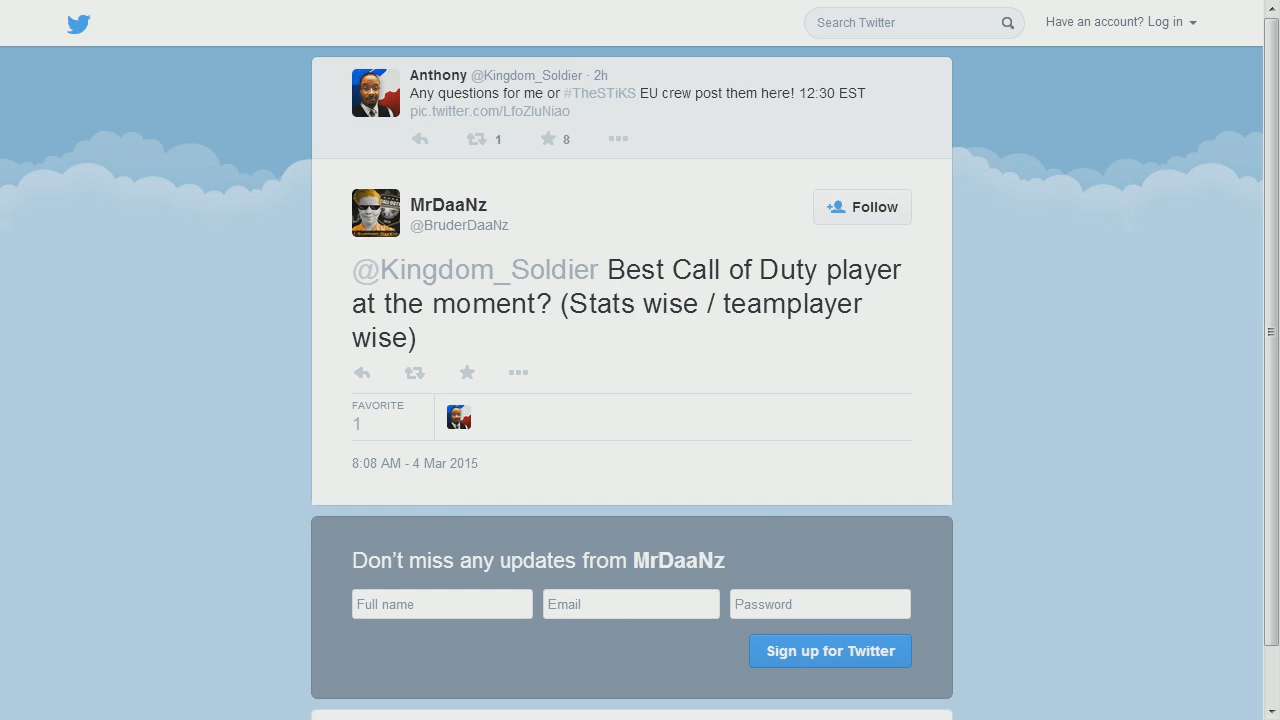 Search Twitter
Have an account? Log in
Anthony @Kingdom_Soldier · 2h
Any questions for me or #TheSTiKS EU crew post them here! 12:30 EST
pic.twitter.com/LfoZluNiao
1
8
MrDaaNz
@BruderDaaNz
Follow
@Kingdom_Soldier Best Call of Duty player
at the moment? (Stats wise / teamplayer
wise)
FAVORITE
1
8:08 AM - 4 Mar 2015
Don’t miss any updates from MrDaaNz
Full name
Email
Password
Sign up for Twitter